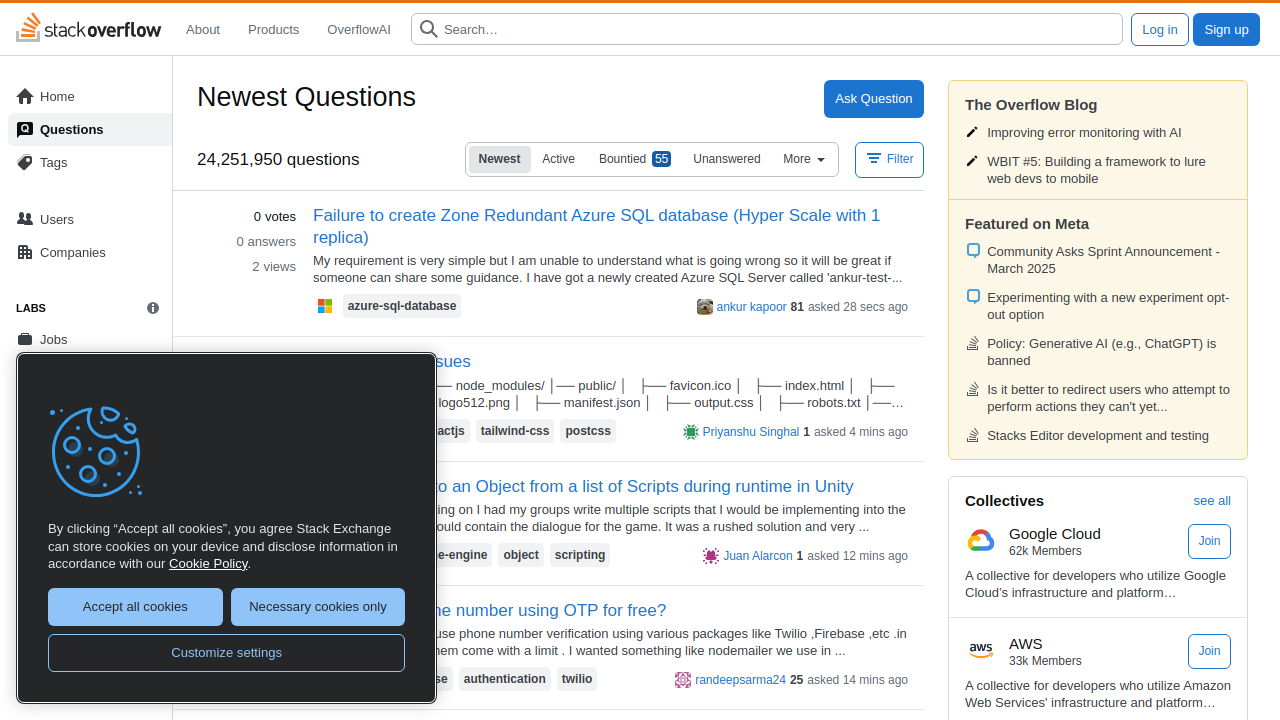 stack overflow
About
Products
OverflowAI
Search…
Log in
Sign up
Home
Questions
Tags
Users
Companies
LABS
Jobs
Newest Questions
Ask Question
24,251,950 questions
Newest
Active
Bountied 55
Unanswered
More
Filter
0 votes
0 answers
2 views
Failure to create Zone Redundant Azure SQL database (Hyper Scale with 1
replica)
My requirement is very simple but I am unable to understand what is going wrong so it will be great if
someone can share some guidance. I have got a newly created Azure SQL Server called 'ankur-test-...
azure-sql-database
ankur kapoor 81 asked 28 secs ago
sues
── node_modules/ │── public/ │ ├── favicon.ico │ ├── index.html │ ├──
logo512.png │ ├── manifest.json │ ├── output.css │ ├── robots.txt │──…
actjs
tailwind-css
postcss
Priyanshu Singhal 1 asked 4 mins ago
to an Object from a list of Scripts during runtime in Unity
ing on I had my groups write multiple scripts that I would be implementing into the
ould contain the dialogue for the game. It was a rushed solution and very ...
e-engine
object
scripting
Juan Alarcon 1 asked 12 mins ago
ne number using OTP for free?
use phone number verification using various packages like Twilio ,Firebase ,etc .in
hem come with a limit . I wanted something like nodemailer we use in ...
se
authentication
twilio
randeepsarma24 25 asked 14 mins ago
By clicking “Accept all cookies”, you agree Stack Exchange
can store cookies on your device and disclose information in
accordance with our Cookie Policy.
Accept all cookies
Necessary cookies only
Customize settings
The Overflow Blog
Improving error monitoring with AI
WBIT #5: Building a framework to lure
web devs to mobile
Featured on Meta
Community Asks Sprint Announcement -
March 2025
Experimenting with a new experiment opt-
out option
Policy: Generative AI (e.g., ChatGPT) is
banned
Is it better to redirect users who attempt to
perform actions they can't yet...
Stacks Editor development and testing
Collectives
see all
Google Cloud
62k Members
Join
A collective for developers who utilize Google
Cloud’s infrastructure and platform…
aws
AWS
33k Members
Join
A collective for developers who utilize Amazon
Web Services' infrastructure and platform…